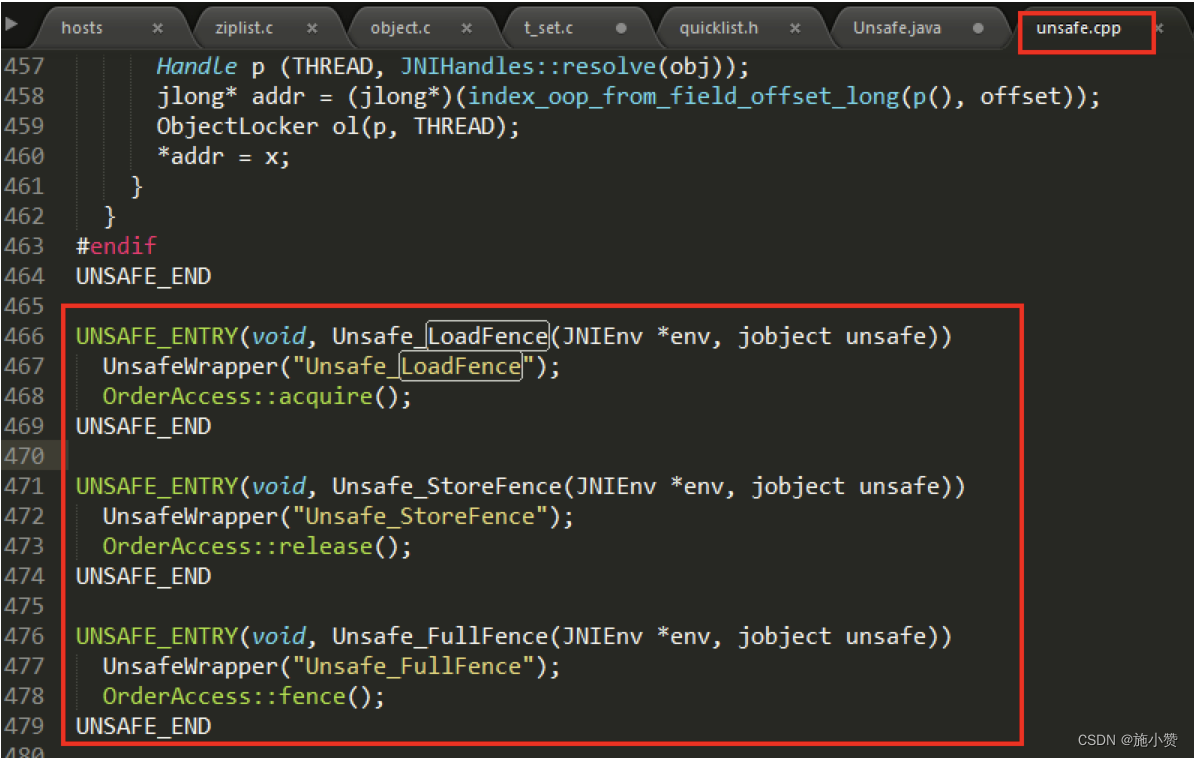 hosts × ziplist.c × object.c × t_set.c quicklist.h × Unsafe.java unsafe.cpp ×
457 Handle p (THREAD, JNIHandles::resolve(obj));
458 jlong* addr = (jlong*)(index_oop_from_field_offset_long(p(), offset));
459 ObjectLocker ol(p, THREAD);
460 *addr = x;
461 }
462 }
463 #endif
464 UNSAFE_END
465
466 UNSAFE_ENTRY(void, Unsafe_LoadFence(JNIEnv *env, jobject unsafe))
467 UnsafeWrapper("Unsafe_LoadFence");
468 OrderAccess::acquire();
469 UNSAFE_END
470
471 UNSAFE_ENTRY(void, Unsafe_StoreFence(JNIEnv *env, jobject unsafe))
472 UnsafeWrapper("Unsafe_StoreFence");
473 OrderAccess::release();
474 UNSAFE_END
475
476 UNSAFE_ENTRY(void, Unsafe_FullFence(JNIEnv *env, jobject unsafe))
477 UnsafeWrapper("Unsafe_FullFence");
478 OrderAccess::fence();
479 UNSAFE_END
480
CSDN @施小赞